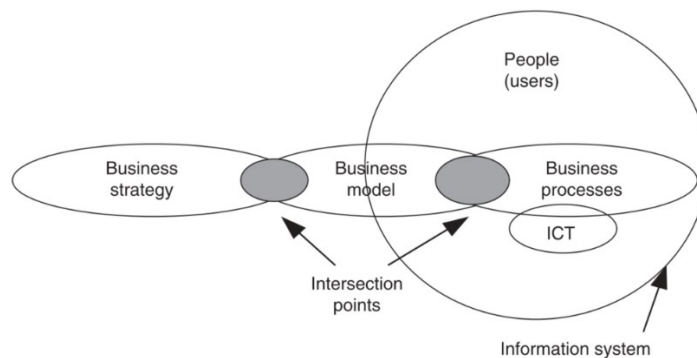 People
(users)
Business
strategy
Business
model
Business
processes
ICT
Intersection
points
Information system